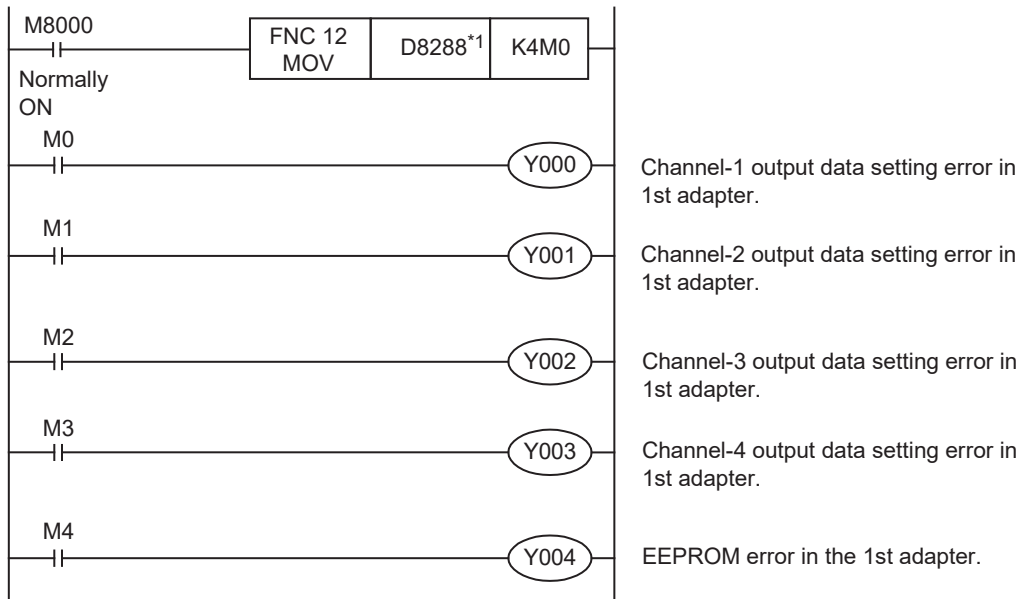 M8000
Normally
ON
FNC 12
MOV
D8288*1
K4M0
M0
Y000
Channel-1 output data setting error in
1st adapter.
M1
Y001
Channel-2 output data setting error in
1st adapter.
M2
Y002
Channel-3 output data setting error in
1st adapter.
M3
Y003
Channel-4 output data setting error in
1st adapter.
M4
Y004
EEPROM error in the 1st adapter.